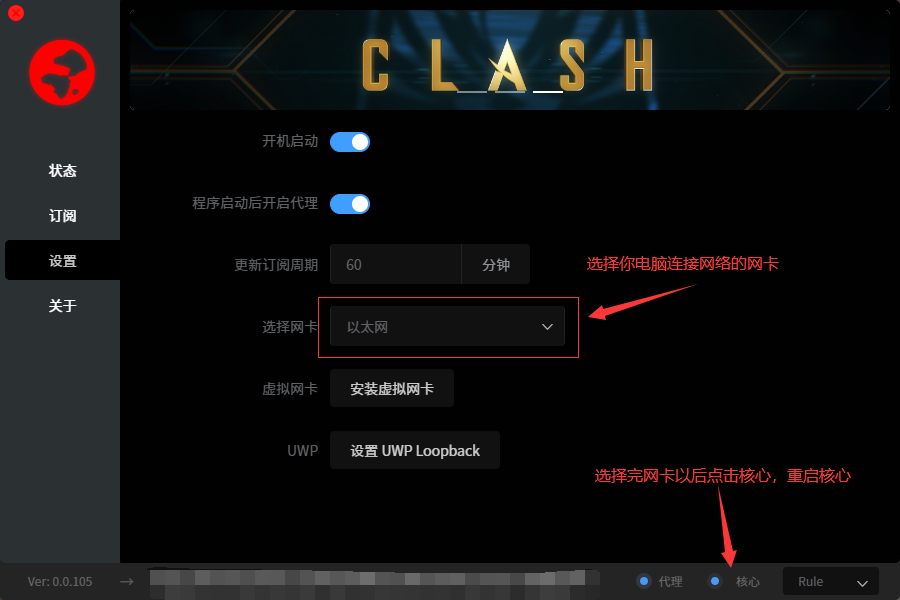 CLASH
状态
订阅
设置
关于
开机启动
程序启动后开启代理
更新订阅周期 60 分钟
选择你电脑连接网络的网卡
选择网卡 以太网
虚拟网卡 安装虚拟网卡
UWP 设置 UWP Loopback
选择完网卡以后点击核心，重启核心
Ver: 0.0.105 → 代理 核心 Rule